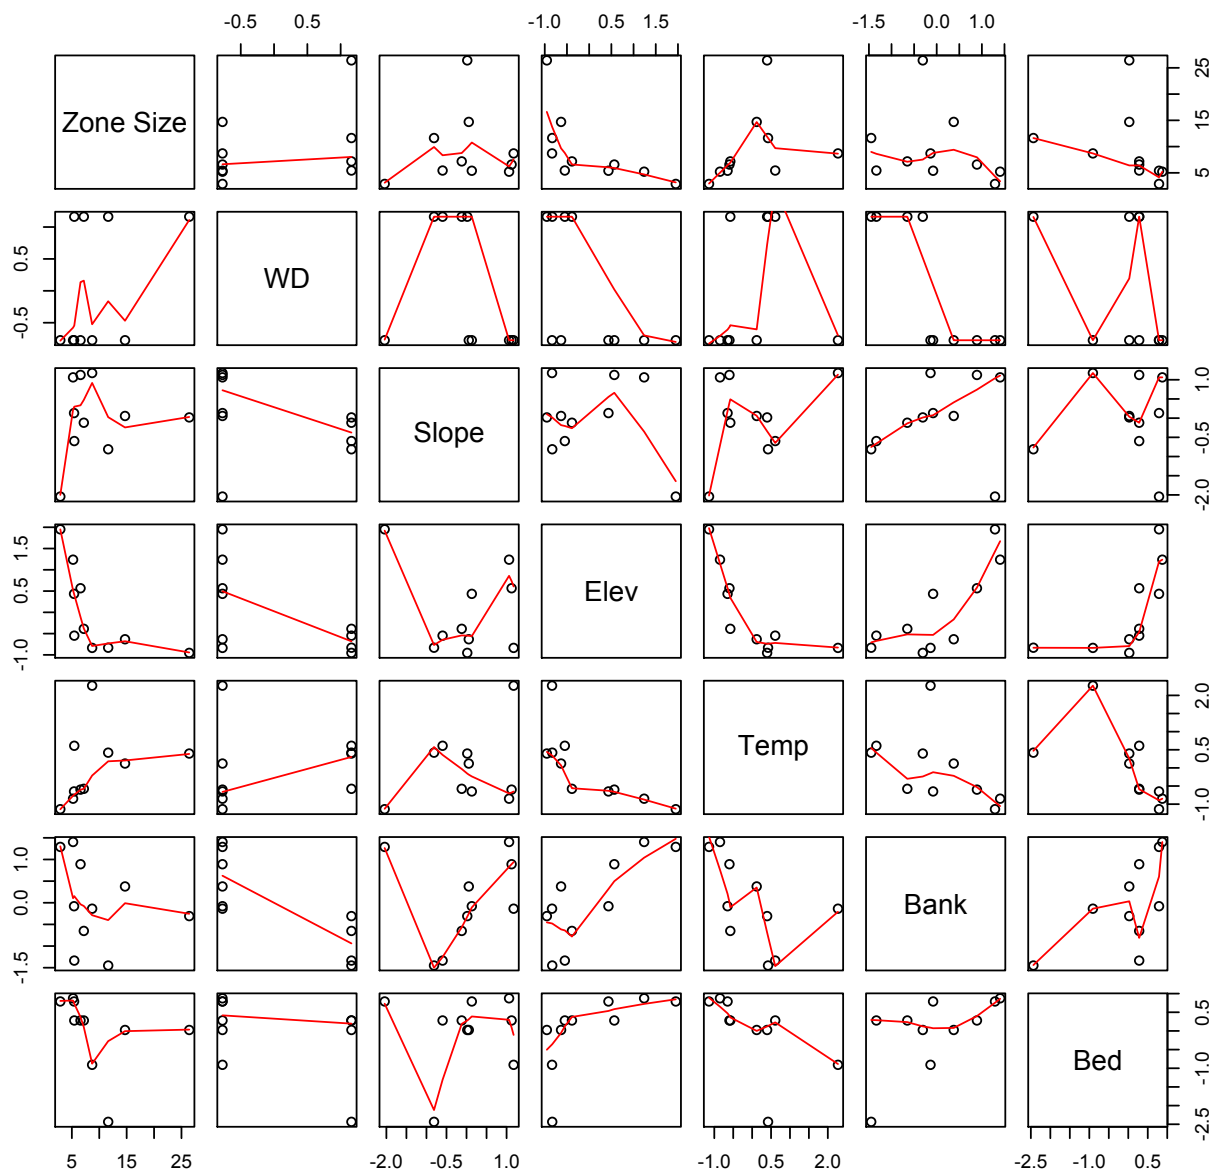 -0.5 0.5 -1.0 0.5 1.5 -1.5 0.0 1.0
Zone Size 5 15 25
-0.5 0.5 WD
Slope -2.0 -0.5 1.0
-1.0 0.5 1.5 Elev
Temp -1.0 0.5 2.0
-1.5 0.0 1.0 Bank
Bed -2.5 -1.0 0.5
5 15 25 -2.0 -0.5 1.0 -1.0 0.5 2.0 -2.5 -1.0 0.5